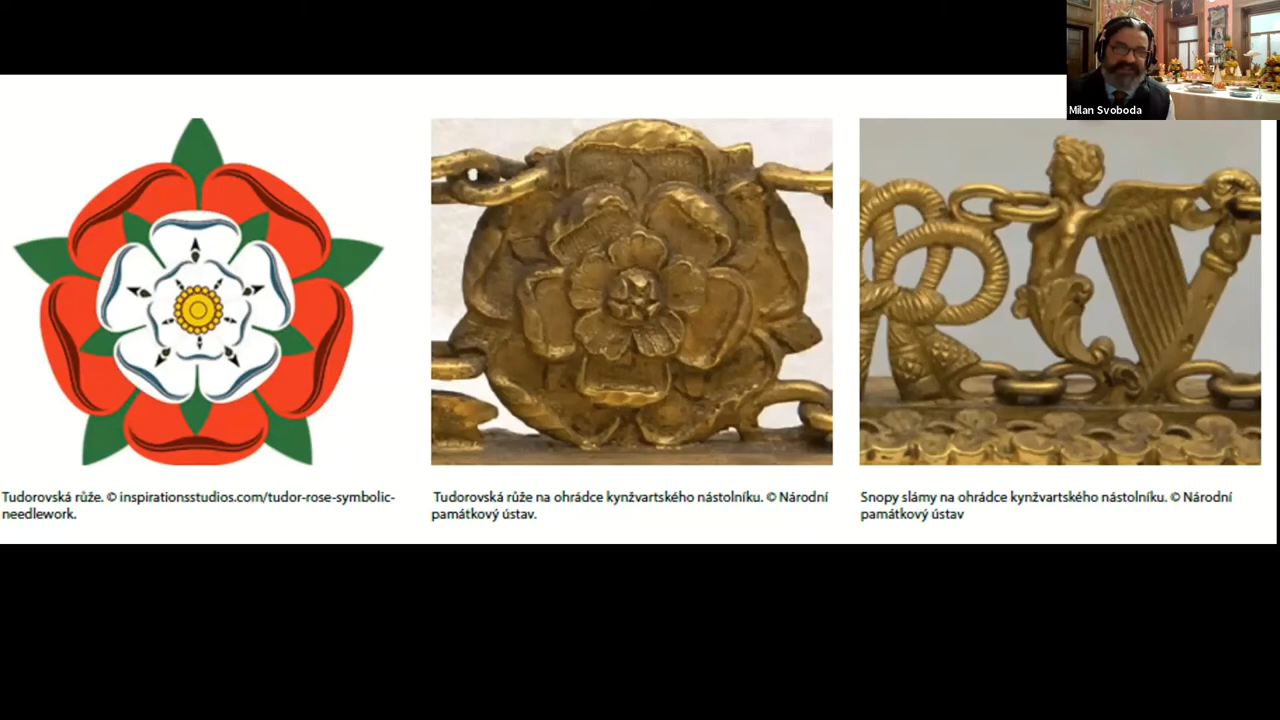 Milan Svoboda
Tudorovská růže. © inspirationsstudios.com/tudor-rose-symbolic-
needlework.
Tudorovská růže na ohrádce kynžvartského nástolníku. © Národní
památkový ústav.
Snopy slámy na ohrádce kynžvartského nástolníku. © Národní
památkový ústav